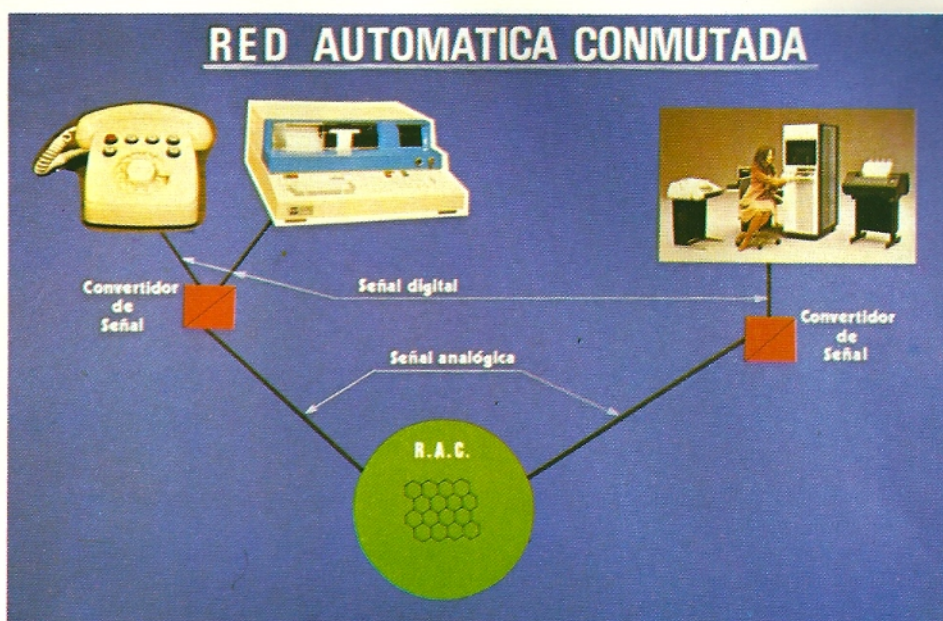 RED AUTOMATICA CONMUTADA
Convertidor
de
Señal
Señal digital
Convertidor
de
Señal
Señal analógica
R.A.C.